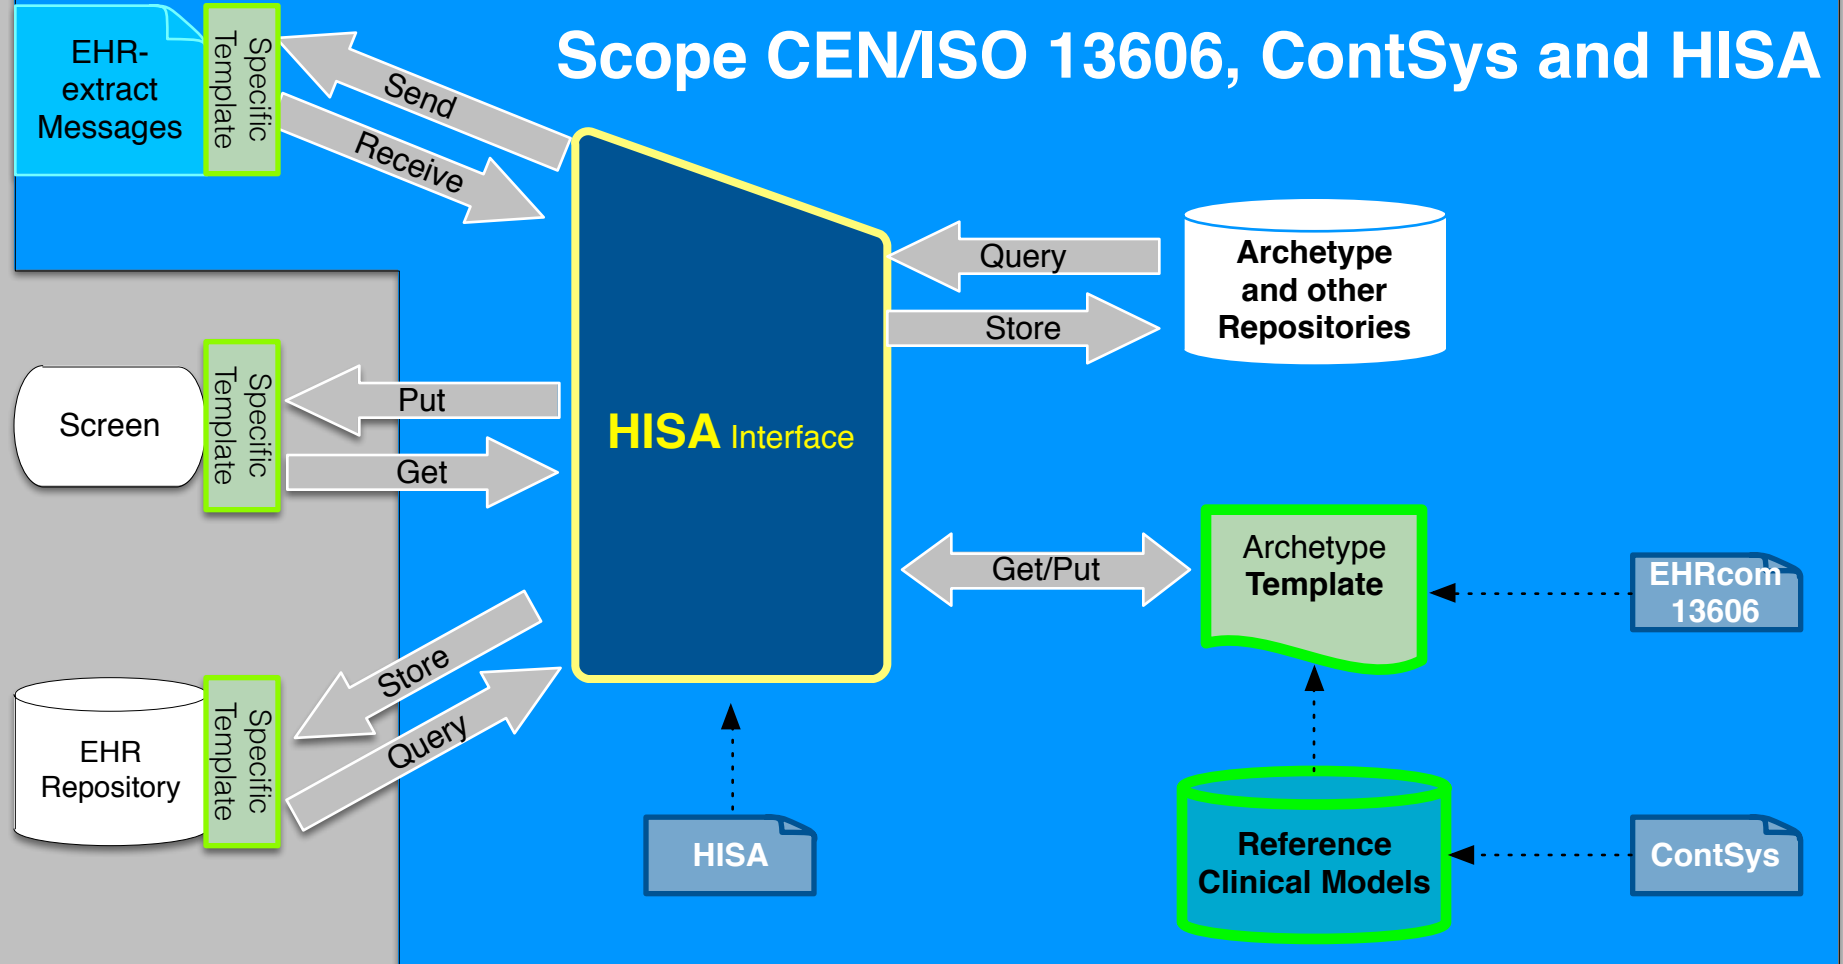 Scope CEN/ISO 13606, ContSys and HISA
EHR-
extract
Messages
Specific
Template
Send
Receive
Query
Store
Archetype
and other
Repositories
Screen
Specific
Template
Put
Get
HISA Interface
Get/Put
Archetype
Template
EHRcom
13606
EHR
Repository
Specific
Template
Store
Query
HISA
Reference
Clinical Models
ContSys